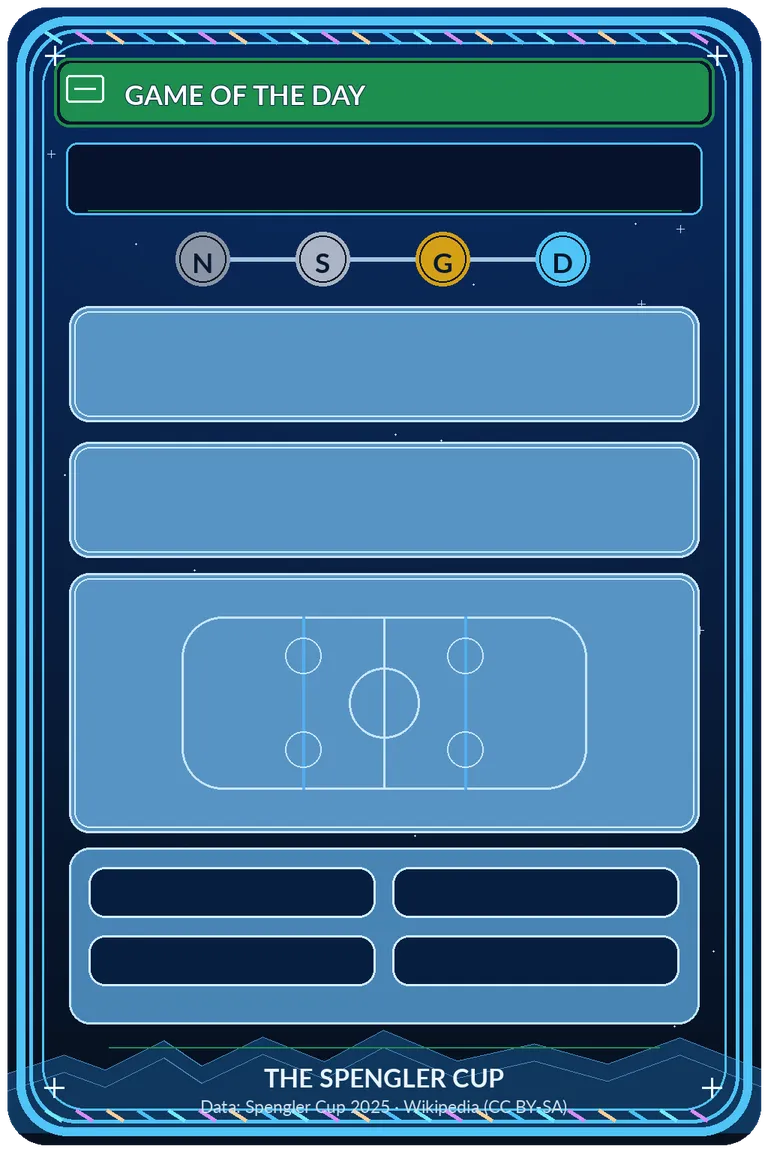 GAME OF THE DAY
N S G D
THE SPENGLER CUP
Data: Spengler Cup 2025 · Wikipedia (CC BY-SA)